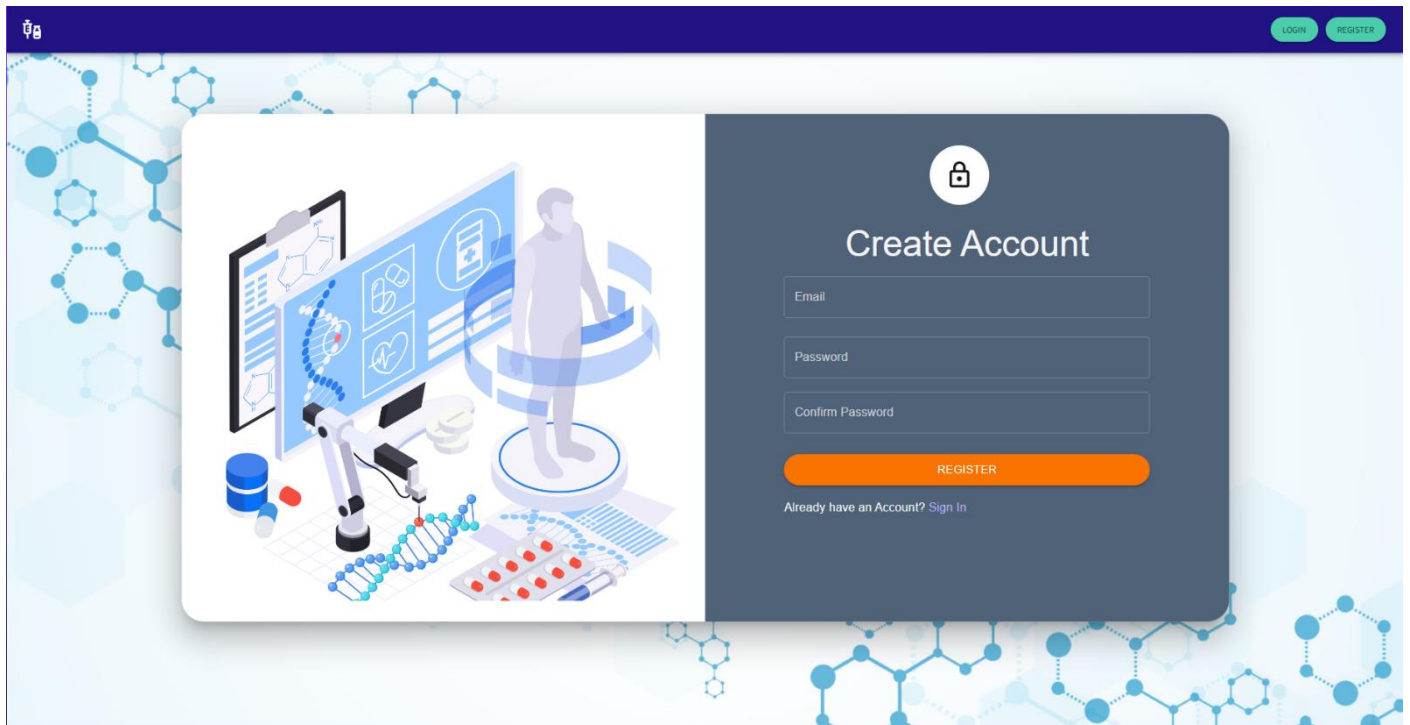 LOGIN
REGISTER
Create Account
Email
Password
Confirm Password
REGISTER
Already have an Account? Sign In